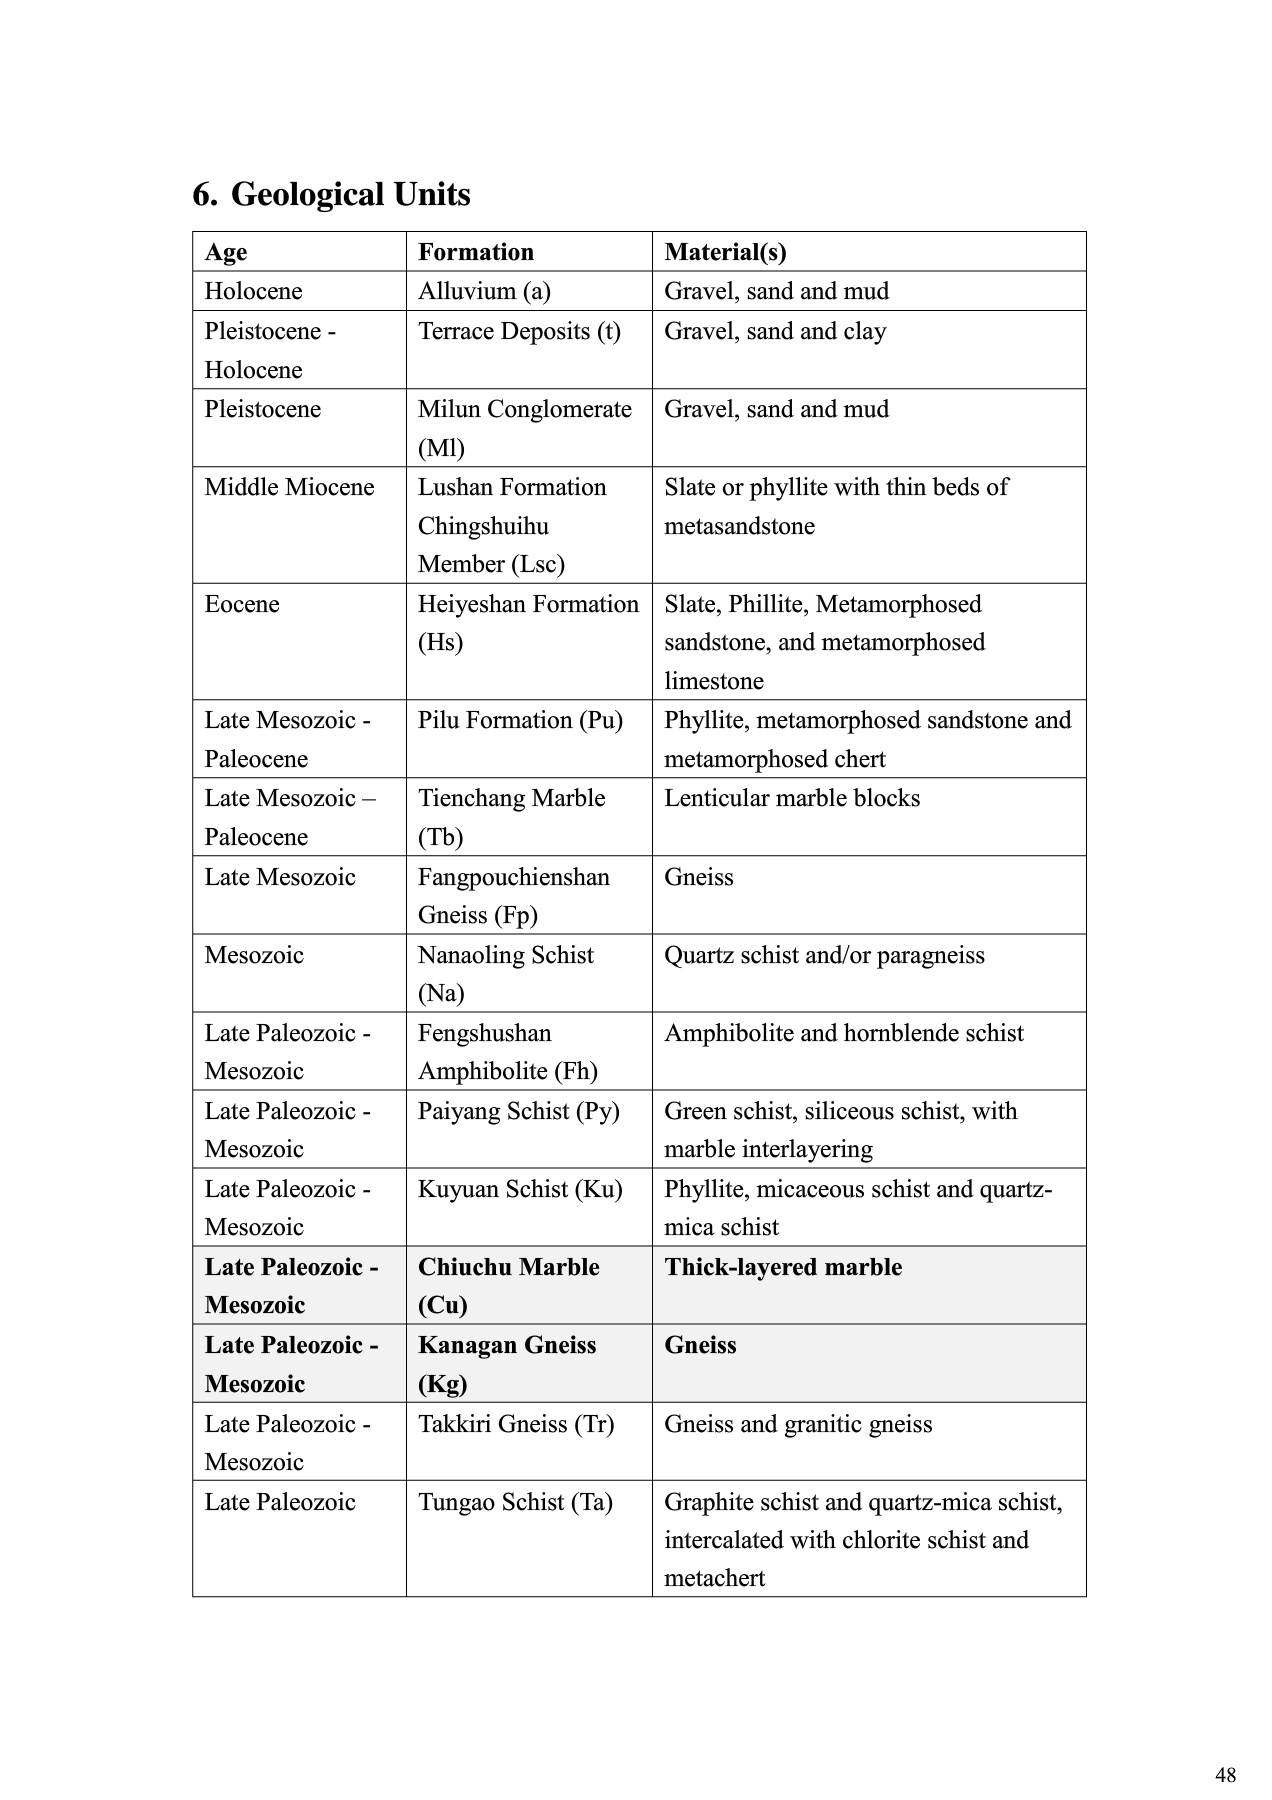 6. Geological Units
Age Formation Material(s)
Holocene Alluvium (a) Gravel, sand and mud
Pleistocene - Terrace Deposits (t) Gravel, sand and clay
Holocene
Pleistocene Milun Conglomerate Gravel, sand and mud
(Ml)
Middle Miocene Lushan Formation Slate or phyllite with thin beds of
Chingshuihu metasandstone
Member (Lsc)
Eocene Heiyeshan Formation Slate, Phillite, Metamorphosed
(Hs) sandstone, and metamorphosed
limestone
Late Mesozoic - Pilu Formation (Pu) Phyllite, metamorphosed sandstone and
Paleocene metamorphosed chert
Late Mesozoic – Tienchang Marble Lenticular marble blocks
Paleocene (Tb)
Late Mesozoic Fangpouchienshan Gneiss
Gneiss (Fp)
Mesozoic Nanaoling Schist Quartz schist and/or paragneiss
(Na)
Late Paleozoic - Fengshushan Amphibolite and hornblende schist
Mesozoic Amphibolite (Fh)
Late Paleozoic - Paiyang Schist (Py) Green schist, siliceous schist, with
Mesozoic marble interlayering
Late Paleozoic - Kuyuan Schist (Ku) Phyllite, micaceous schist and quartz-
Mesozoic mica schist
Late Paleozoic - Chiuchu Marble Thick-layered marble
Mesozoic (Cu)
Late Paleozoic - Kanagan Gneiss Gneiss
Mesozoic (Kg)
Late Paleozoic - Takkiri Gneiss (Tr) Gneiss and granitic gneiss
Mesozoic
Late Paleozoic Tungao Schist (Ta) Graphite schist and quartz-mica schist,
intercalated with chlorite schist and
metachert
48